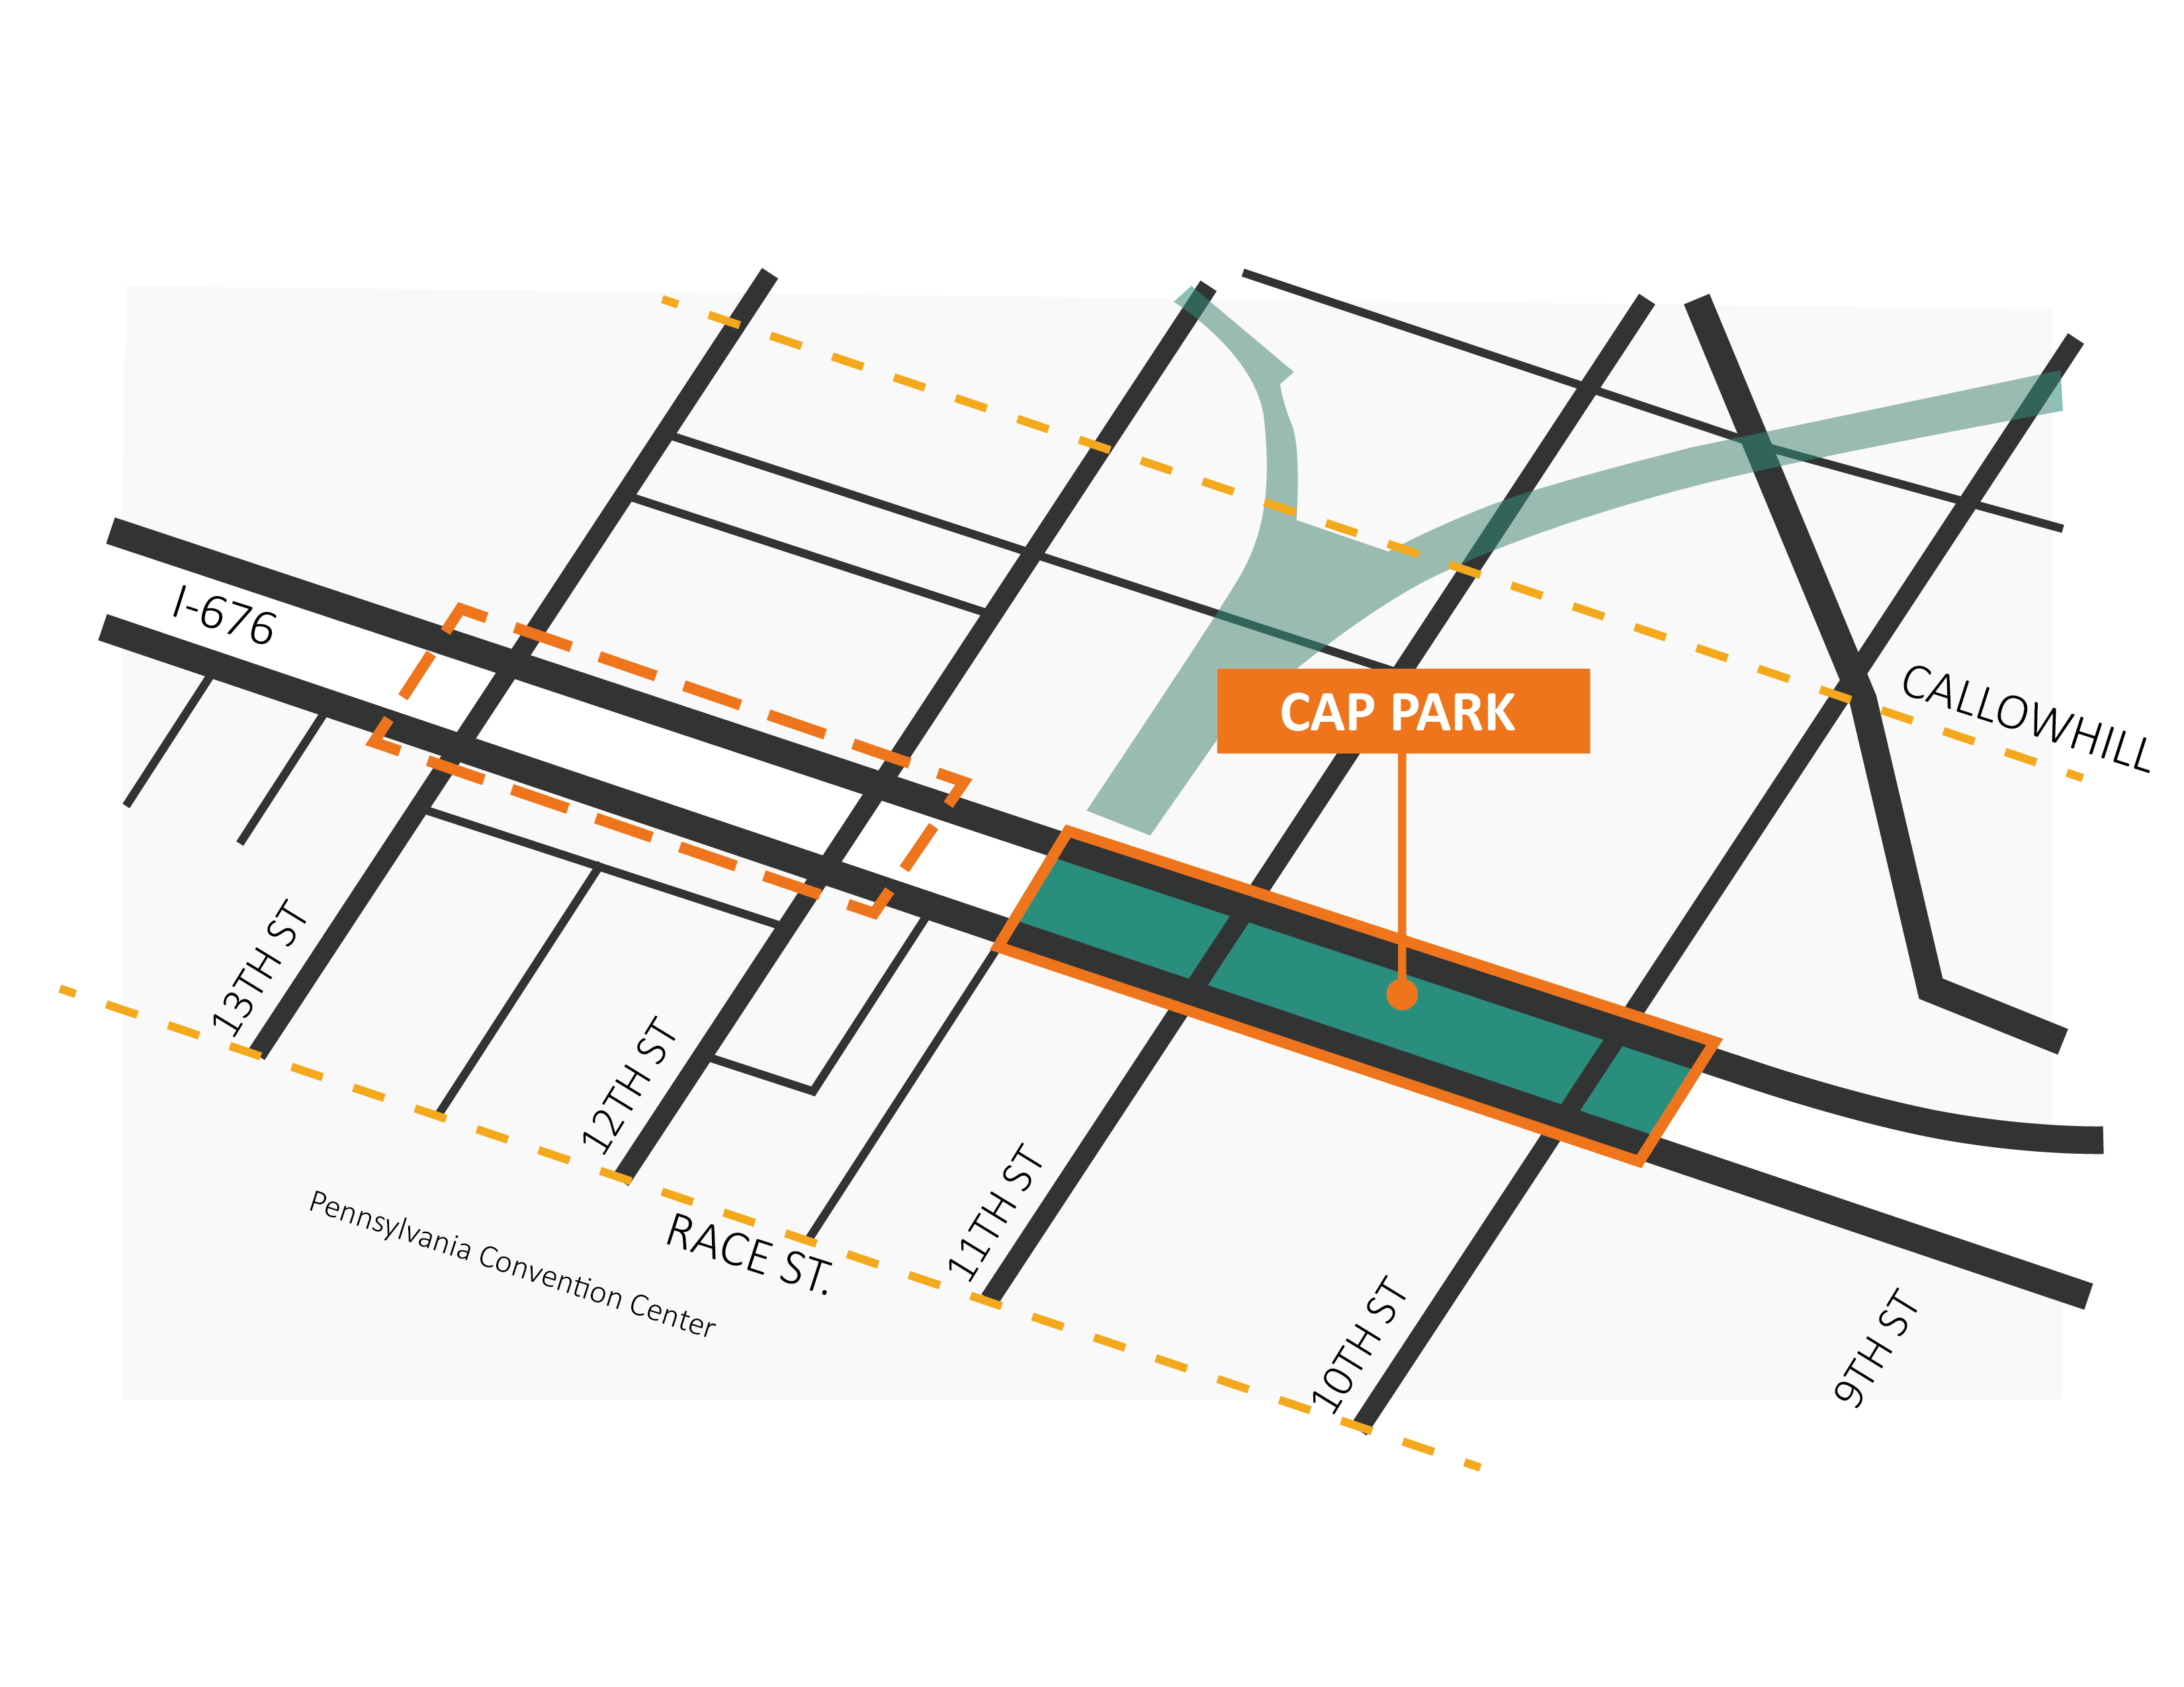 I-676
CAP PARK
CALLOWHILL
13TH ST
12TH ST
11TH ST
10TH ST
9TH ST
RACE ST.
Pennsylvania Convention Center